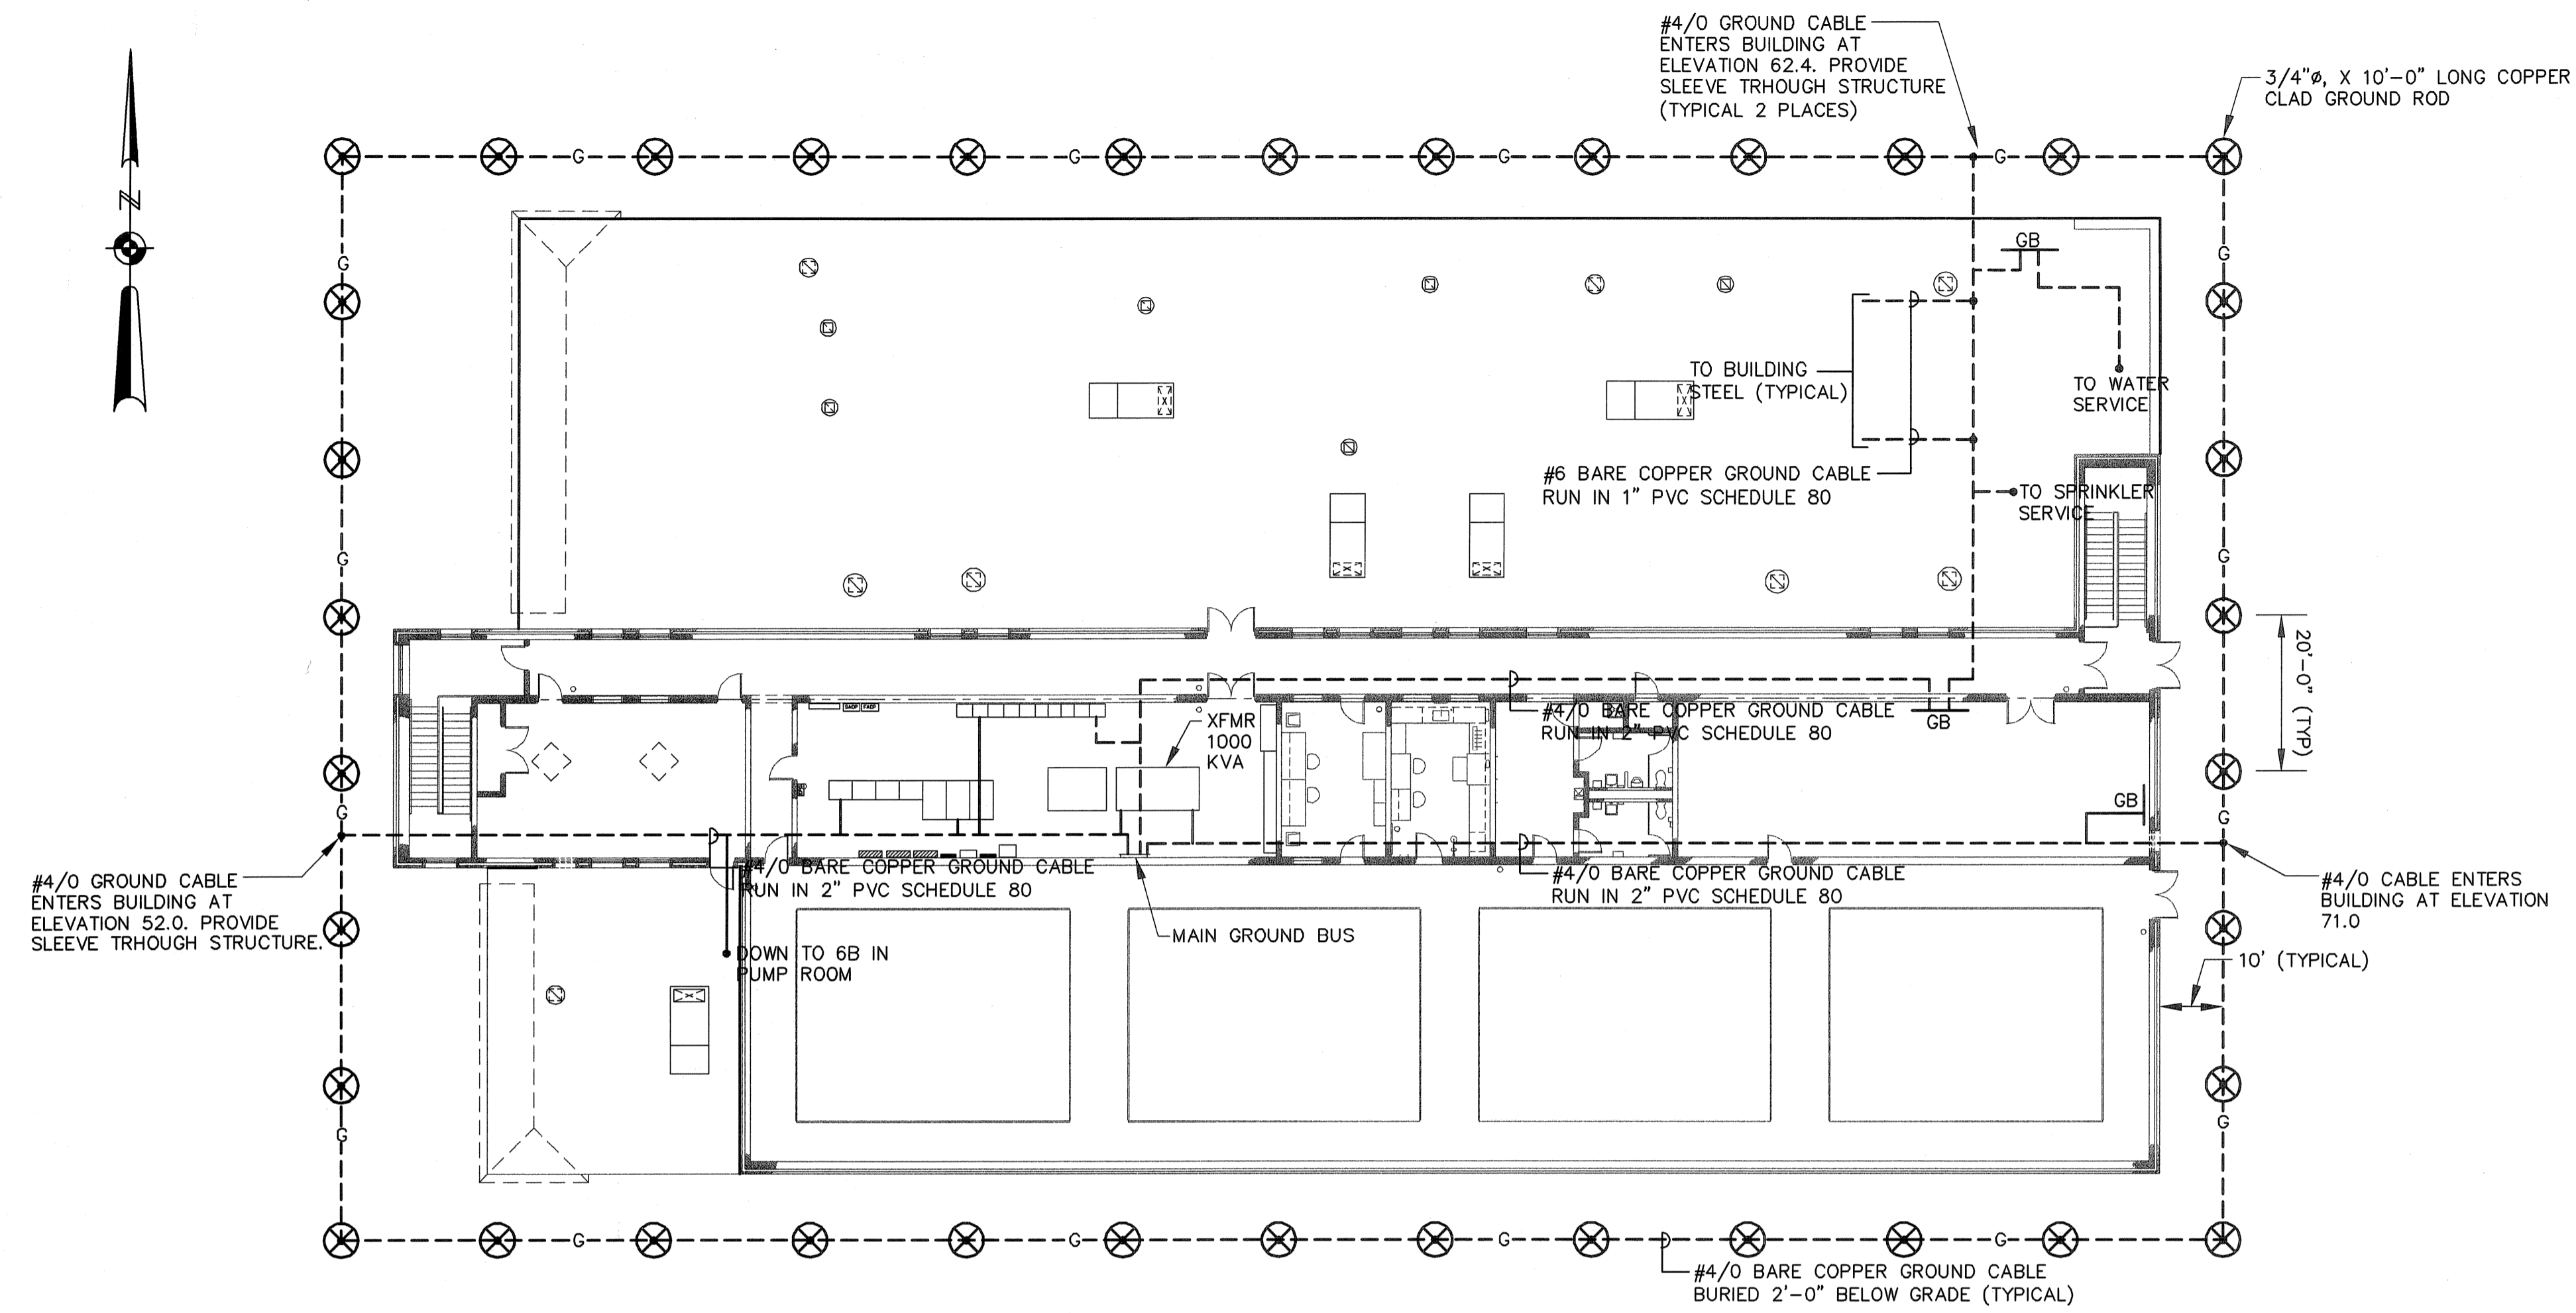 #4/0 GROUND CABLE
ENTERS BUILDING AT
ELEVATION 62.4. PROVIDE
SLEEVE TRHOUGH STRUCTURE
(TYPICAL 2 PLACES)
3/4"ø, X 10'-0" LONG COPPER
CLAD GROUND ROD
N
G
G
G
G
G
G
GB
TO BUILDING
STEEL (TYPICAL)
TO WATER
SERVICE
#6 BARE COPPER GROUND CABLE
RUN IN 1" PVC SCHEDULE 80
TO SPRINKLER
SERVICE
G
G
20'-0" (TYP)
XFMR
1000
KVA
#4/0 BARE COPPER GROUND CABLE
RUN IN 2" PVC SCHEDULE 80
GB
GB
G
G
#4/0 GROUND CABLE
ENTERS BUILDING AT
ELEVATION 52.0. PROVIDE
SLEEVE TRHOUGH STRUCTURE.
#4/0 BARE COPPER GROUND CABLE
RUN IN 2" PVC SCHEDULE 80
#4/0 BARE COPPER GROUND CABLE
RUN IN 2" PVC SCHEDULE 80
#4/0 CABLE ENTERS
BUILDING AT ELEVATION
71.0
MAIN GROUND BUS
DOWN TO 6B IN
PUMP ROOM
10' (TYPICAL)
G
G
G
G
G
G
#4/0 BARE COPPER GROUND CABLE
BURIED 2'-0" BELOW GRADE (TYPICAL)